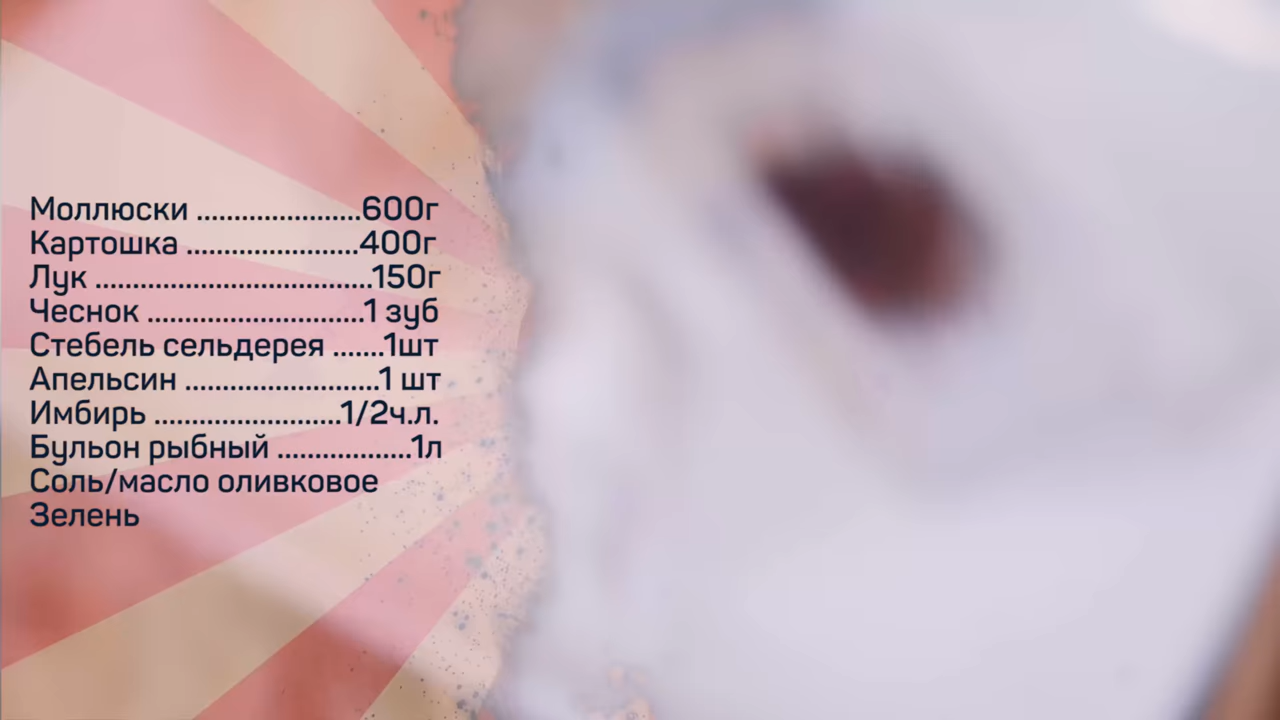 Моллюски ......................600г
Картошка .......................400г
Лук .....................................150г
Чеснок .............................1 зуб
Стебель сельдерея .......1шт
Апельсин ..........................1 шт
Имбирь .........................1/2ч.л.
Бульон рыбный ..................1л
Соль/масло оливковое
Зелень